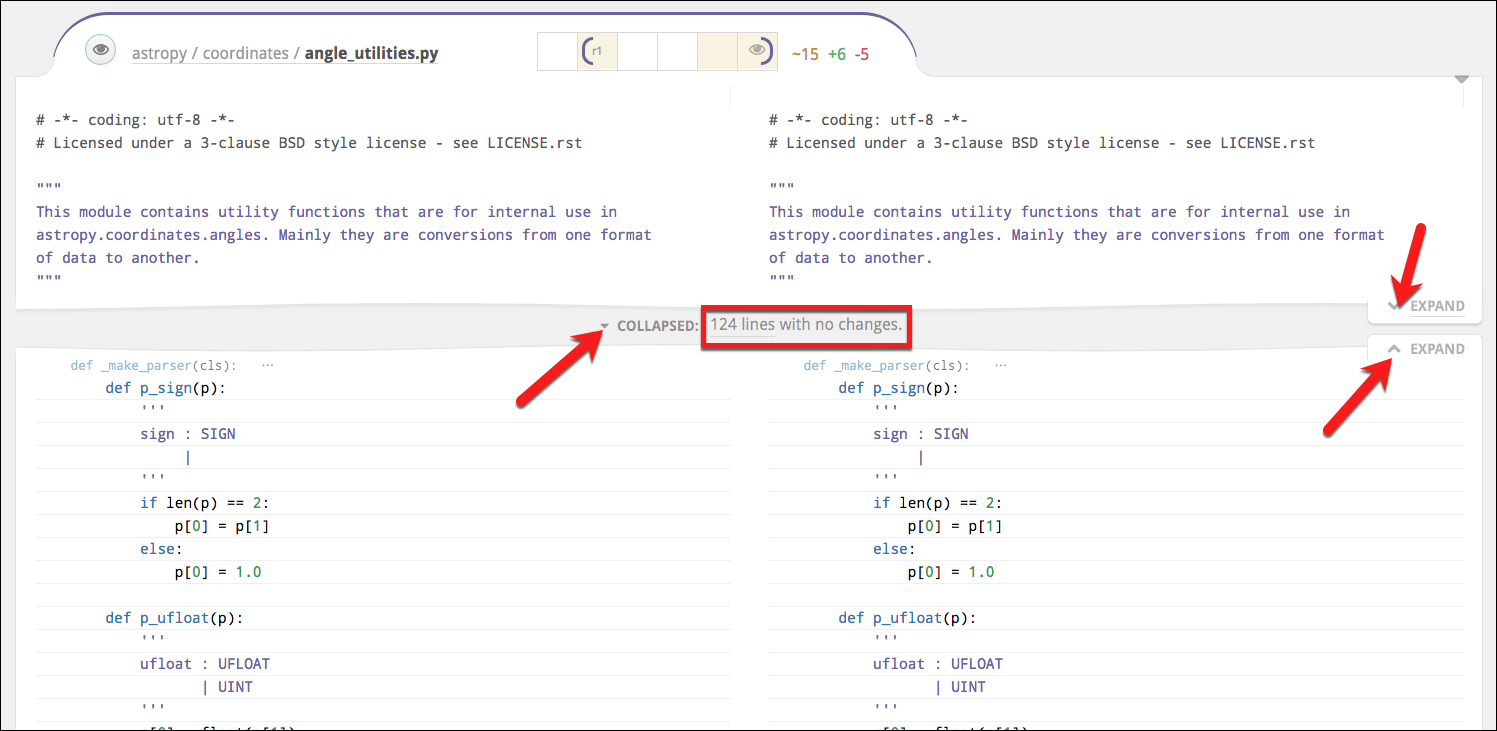 astropy / coordinates / angle_utilities.py r1 ~15 +6 -5
# -*- coding: utf-8 -*-
# Licensed under a 3-clause BSD style license - see LICENSE.rst
"""
This module contains utility functions that are for internal use in
astropy.coordinates.angles. Mainly they are conversions from one format
of data to another.
"""
# -*- coding: utf-8 -*-
# Licensed under a 3-clause BSD style license - see LICENSE.rst
"""
This module contains utility functions that are for internal use in
astropy.coordinates.angles. Mainly they are conversions from one format
of data to another.
"""
EXPAND
COLLAPSED: 124 lines with no changes.
EXPAND
def _make_parser(cls): ...
def p_sign(p):
'''
sign : SIGN
|
'''
if len(p) == 2:
p[0] = p[1]
else:
p[0] = 1.0
def p_ufloat(p):
'''
ufloat : UFLOAT
| UINT
'''
def _make_parser(cls): ...
def p_sign(p):
'''
sign : SIGN
|
'''
if len(p) == 2:
p[0] = p[1]
else:
p[0] = 1.0
def p_ufloat(p):
'''
ufloat : UFLOAT
| UINT
'''